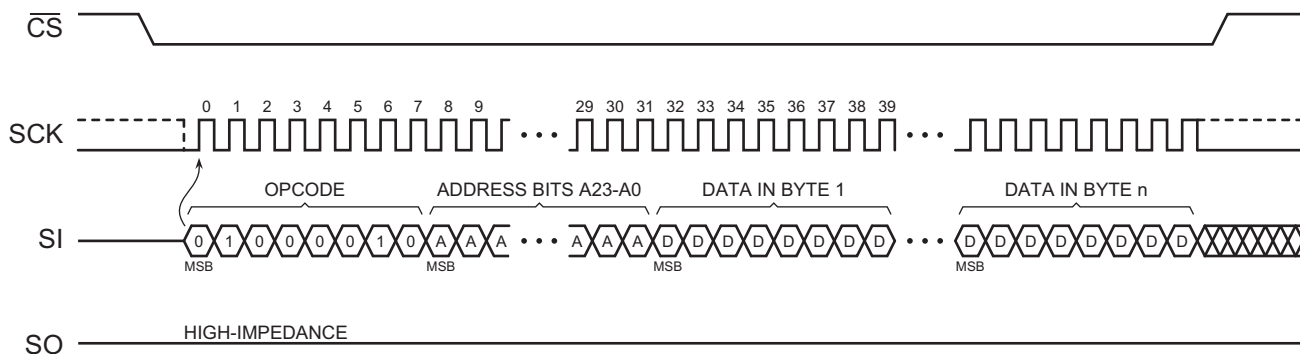 CS
SCK
0 1 2 3 4 5 6 7 8 9 29 30 31 32 33 34 35 36 37 38 39
OPCODE ADDRESS BITS A23-A0 DATA IN BYTE 1 DATA IN BYTE n
SI
0 1 0 0 0 0 1 0 A A A A A A D D D D D D D D D D D D D D D D
MSB MSB MSB MSB
HIGH-IMPEDANCE
SO